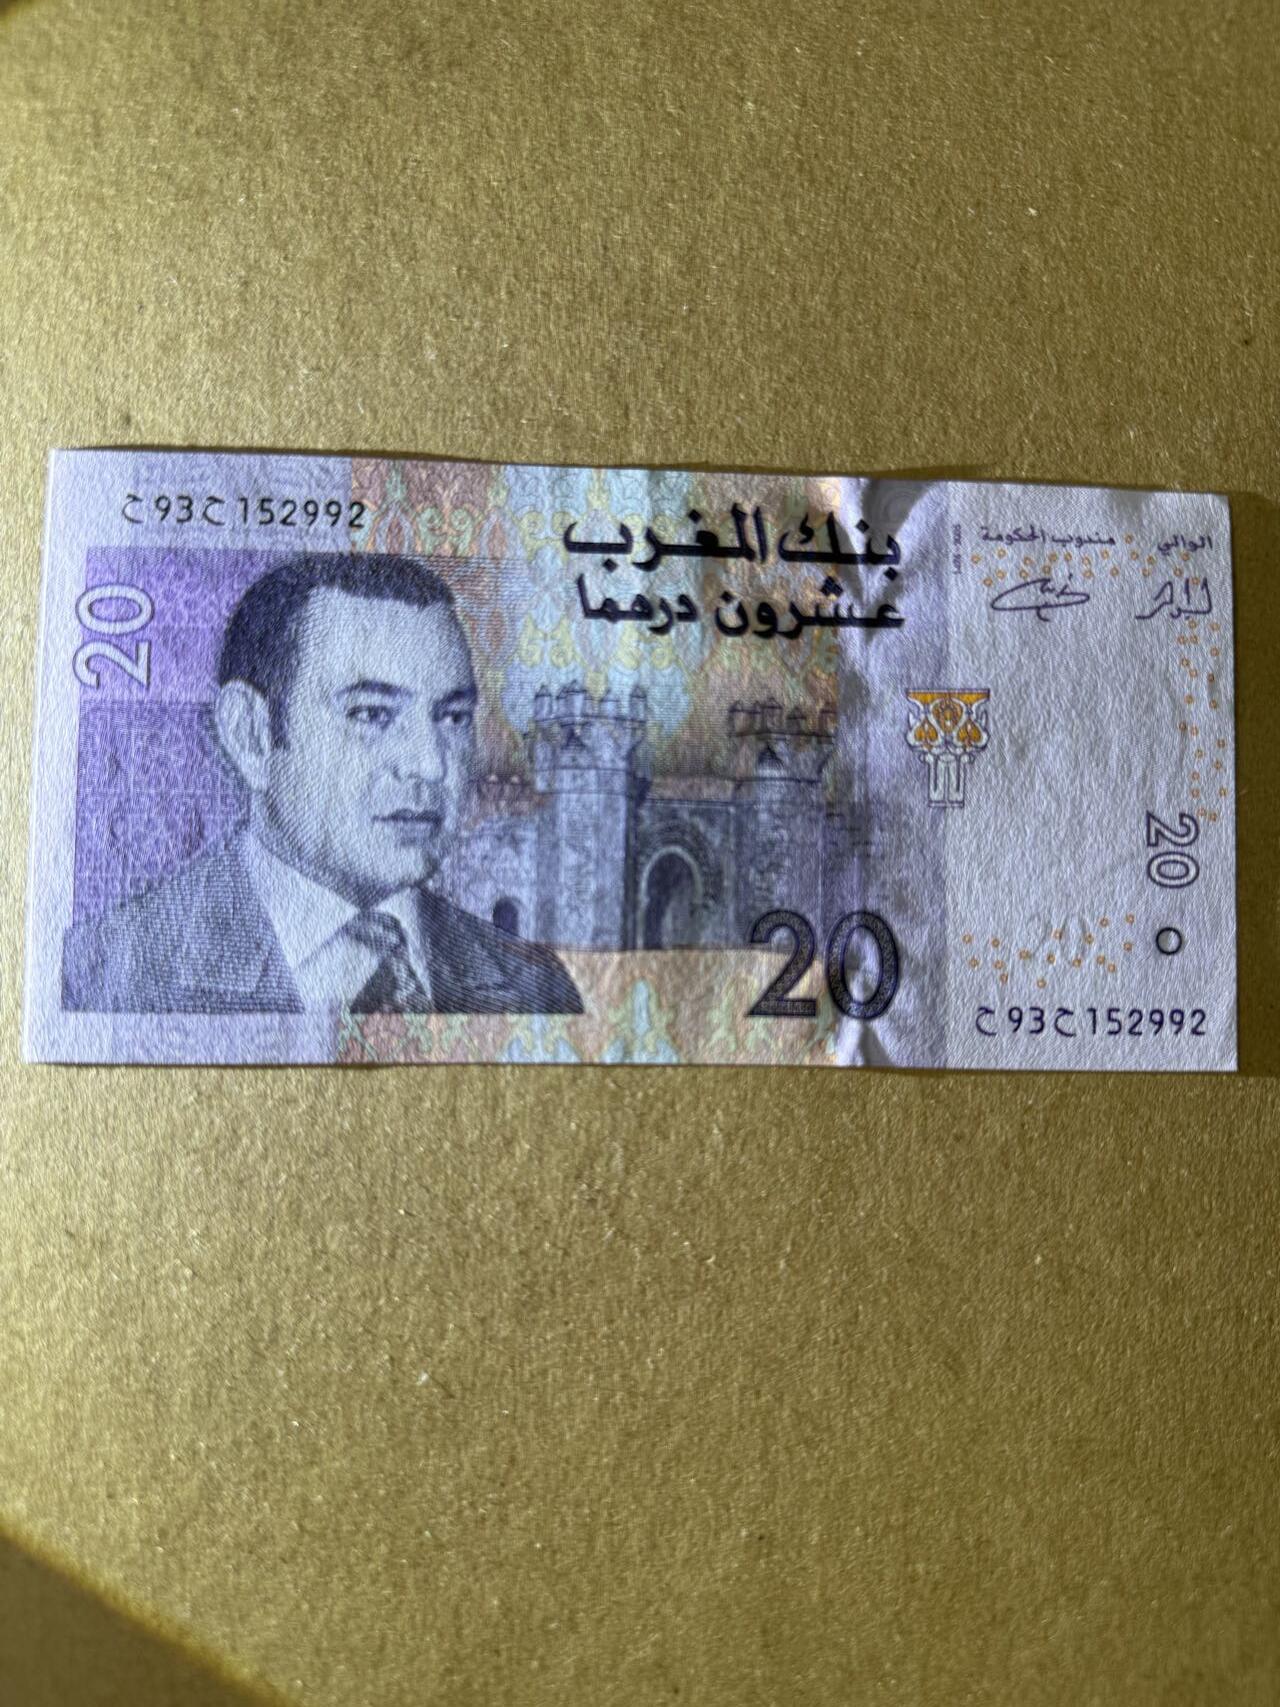 ح 93 ح 152992
بنك المغرب
عشرون درهما
الوالي
مندوب الحكومة
20
20
20
ح 93 ح 152992